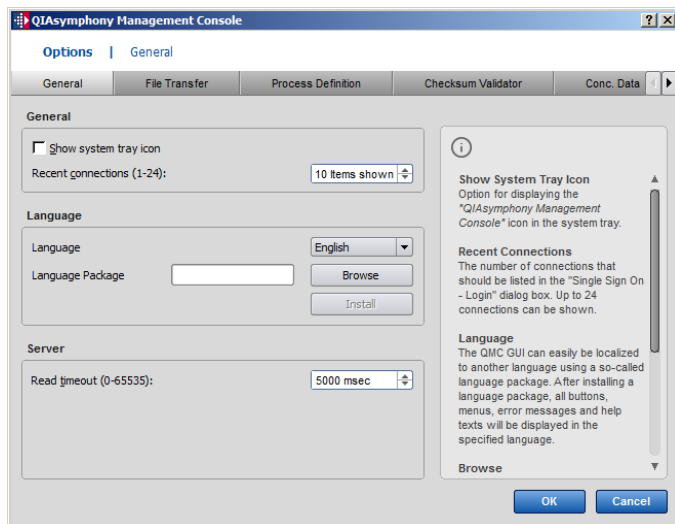 QIAsymphony Management Console
Options | General
General File Transfer Process Definition Checksum Validator Conc. Data
General
Show system tray icon
Recent connections (1-24): 10 Items shown
Language
Language English
Language Package Browse
Install
Server
Read timeout (0-65535): 5000 msec
Show System Tray Icon
Option for displaying the
"QIAsymphony Management
Console" icon in the system tray.
Recent Connections
The number of connections that
should be listed in the "Single Sign On
- Login" dialog box. Up to 24
connections can be shown.
Language
The QMC GUI can easily be localized
to another language using a so-called
language package. After installing a
language package, all buttons,
menus, error messages and help
texts will be displayed in the
specified language.
Browse
OK Cancel